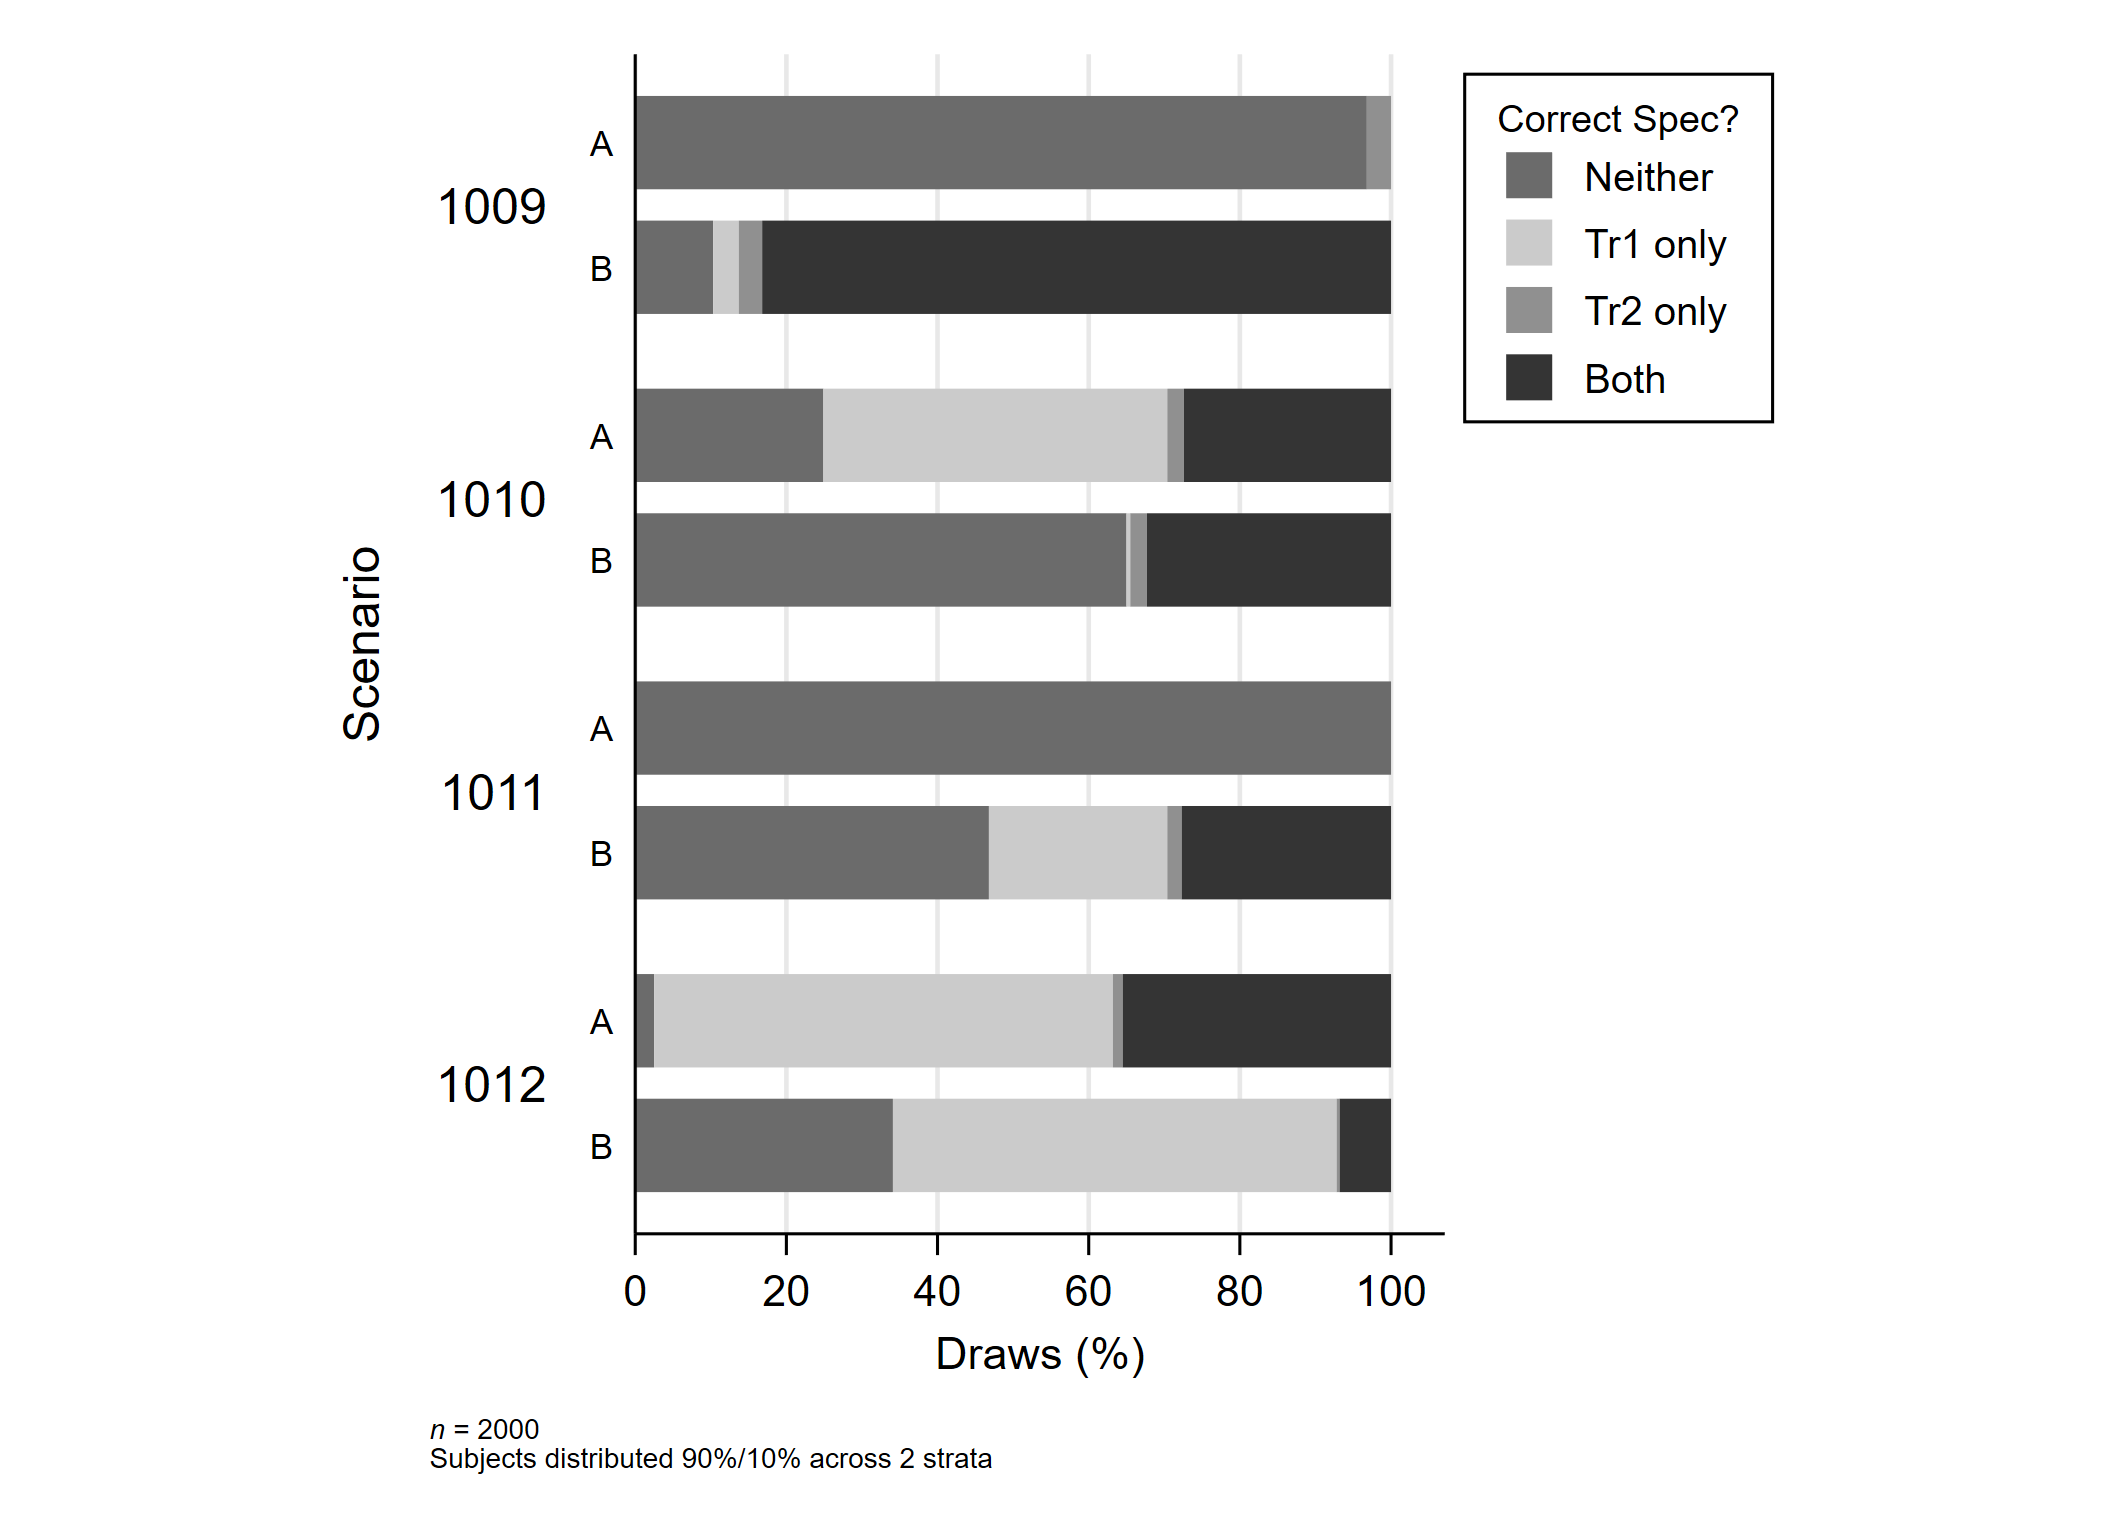 Correct Spec?
Neither
Tr1 only
Tr2 only
Both
Scenario
1009
A
B
1010
A
B
1011
A
B
1012
A
B
0 20 40 60 80 100
Draws (%)
n = 2000
Subjects distributed 90%/10% across 2 strata